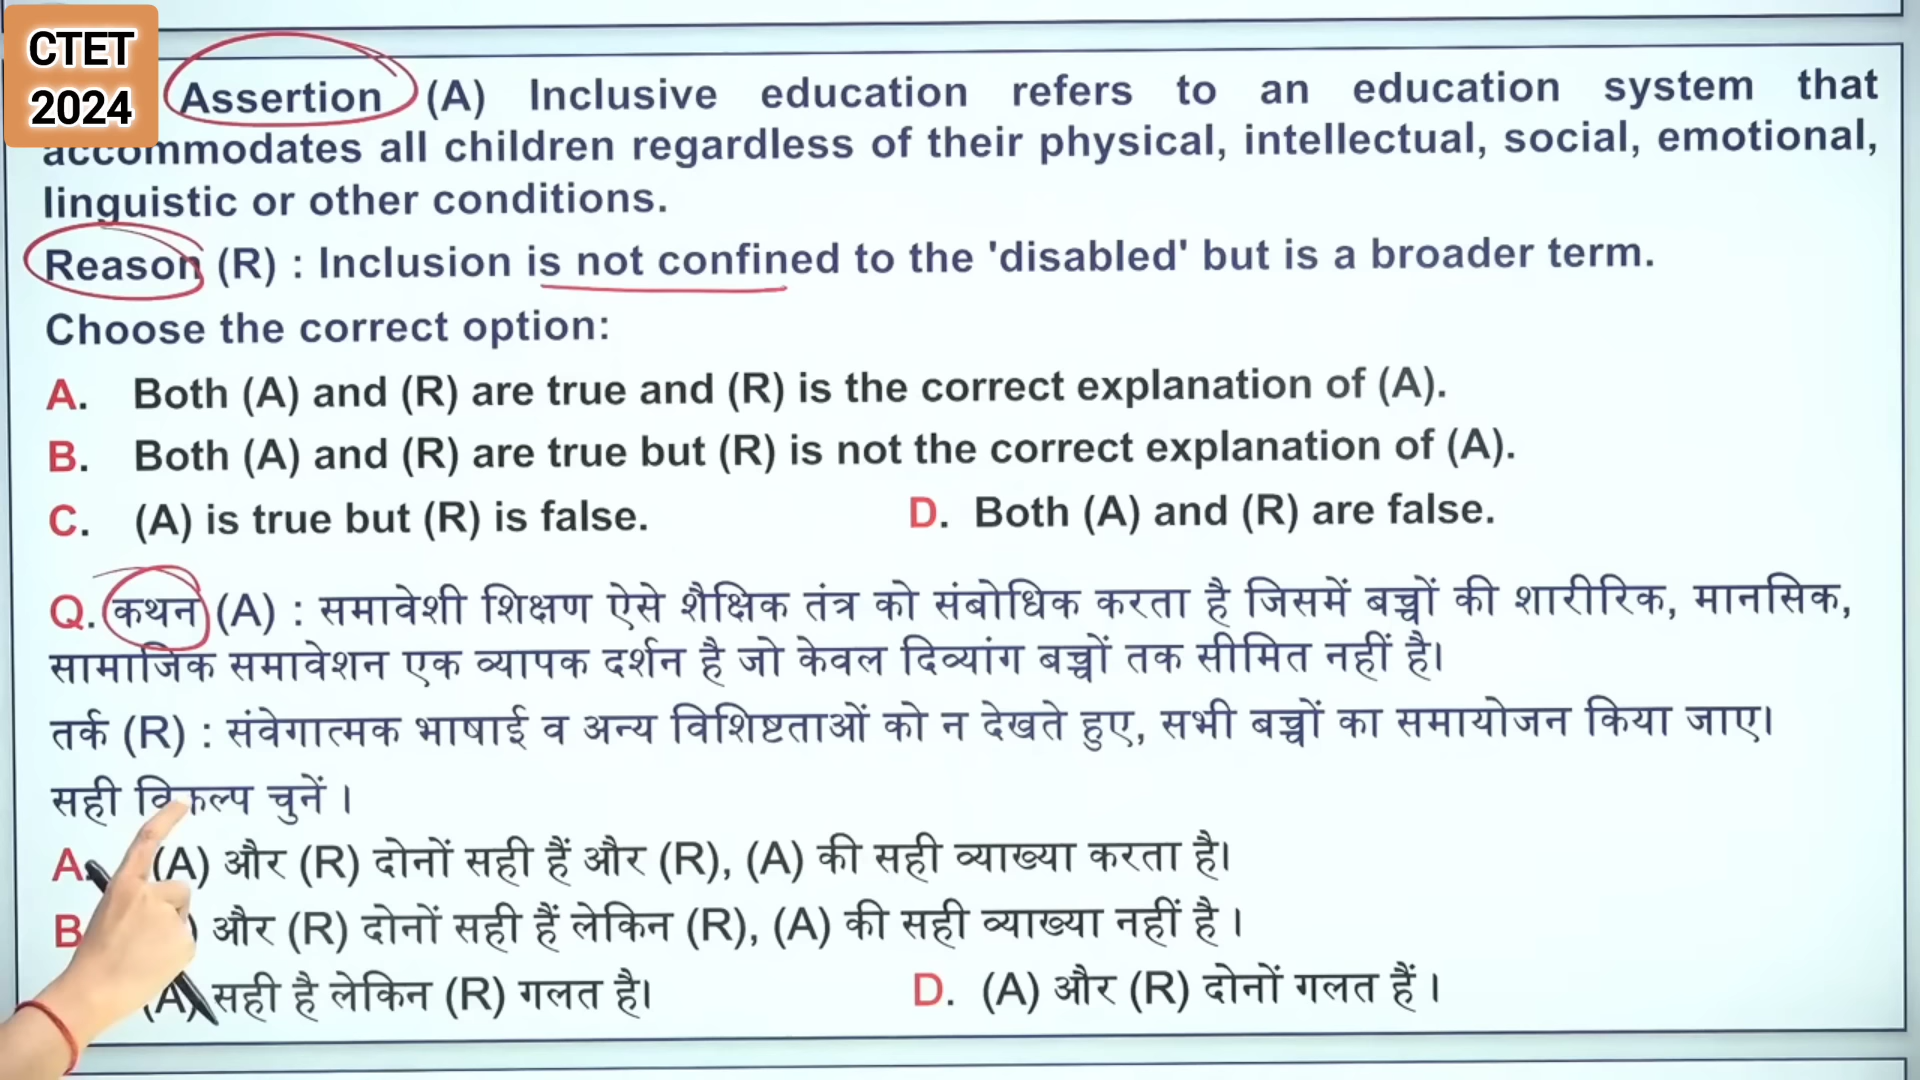 CTET
2024
Assertion (A) Inclusive education refers to an education system that
accommodates all children regardless of their physical, intellectual, social, emotional,
linguistic or other conditions.
Reason (R) : Inclusion is not confined to the 'disabled' but is a broader term.
Choose the correct option:
A. Both (A) and (R) are true and (R) is the correct explanation of (A).
B. Both (A) and (R) are true but (R) is not the correct explanation of (A).
C. (A) is true but (R) is false. D. Both (A) and (R) are false.
Q. कथन (A) : समावेशी शिक्षण ऐसे शैक्षिक तंत्र को संबोधिक करता है जिसमें बच्चों की शारीरिक, मानसिक,
सामाजिक समावेशन एक व्यापक दर्शन है जो केवल दिव्यांग बच्चों तक सीमित नहीं है।
तर्क (R) : संवेगात्मक भाषाई व अन्य विशिष्टताओं को न देखते हुए, सभी बच्चों का समायोजन किया जाए।
सही विकल्प चुनें ।
A. (A) और (R) दोनों सही हैं और (R), (A) की सही व्याख्या करता है।
B और (R) दोनों सही हैं लेकिन (R), (A) की सही व्याख्या नहीं है ।
(A) सही है लेकिन (R) गलत है। D. (A) और (R) दोनों गलत हैं ।